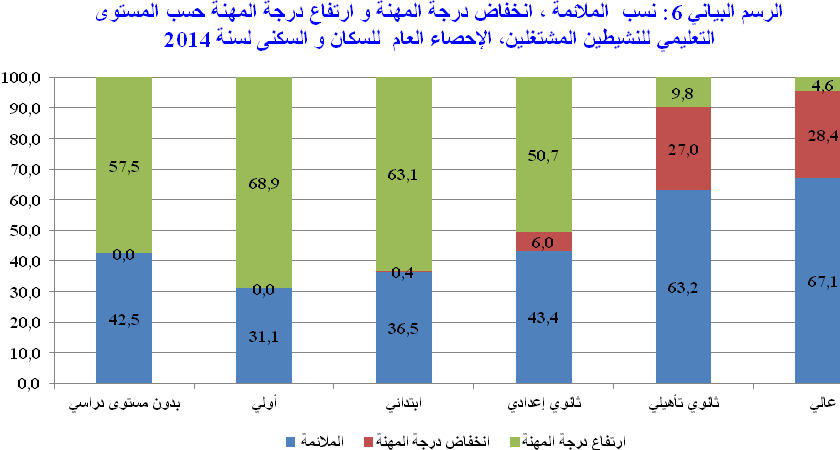 الرسم البياني 6: نسب الملائمة ، انخفاض درجة المهنة و ارتفاع درجة المهنة حسب المستوى
التعليمي للنشيطين المشتغلين، الإحصاء العام للسكان و السكنى لسنة 2014
100,0
90,0
80,0
70,0
60,0
50,0
40,0
30,0
20,0
10,0
0,0
57,5
0,0
42,5
68,9
0,0
31,1
63,1
0,4
36,5
50,7
6,0
43,4
9,8
27,0
63,2
4,6
28,4
67,1
بدون مستوى دراسي
أولي
ابتدائي
ثانوي إعدادي
ثانوي تأهيلي
عالي
الملائمة
انخفاض درجة المهنة
ارتفاع درجة المهنة